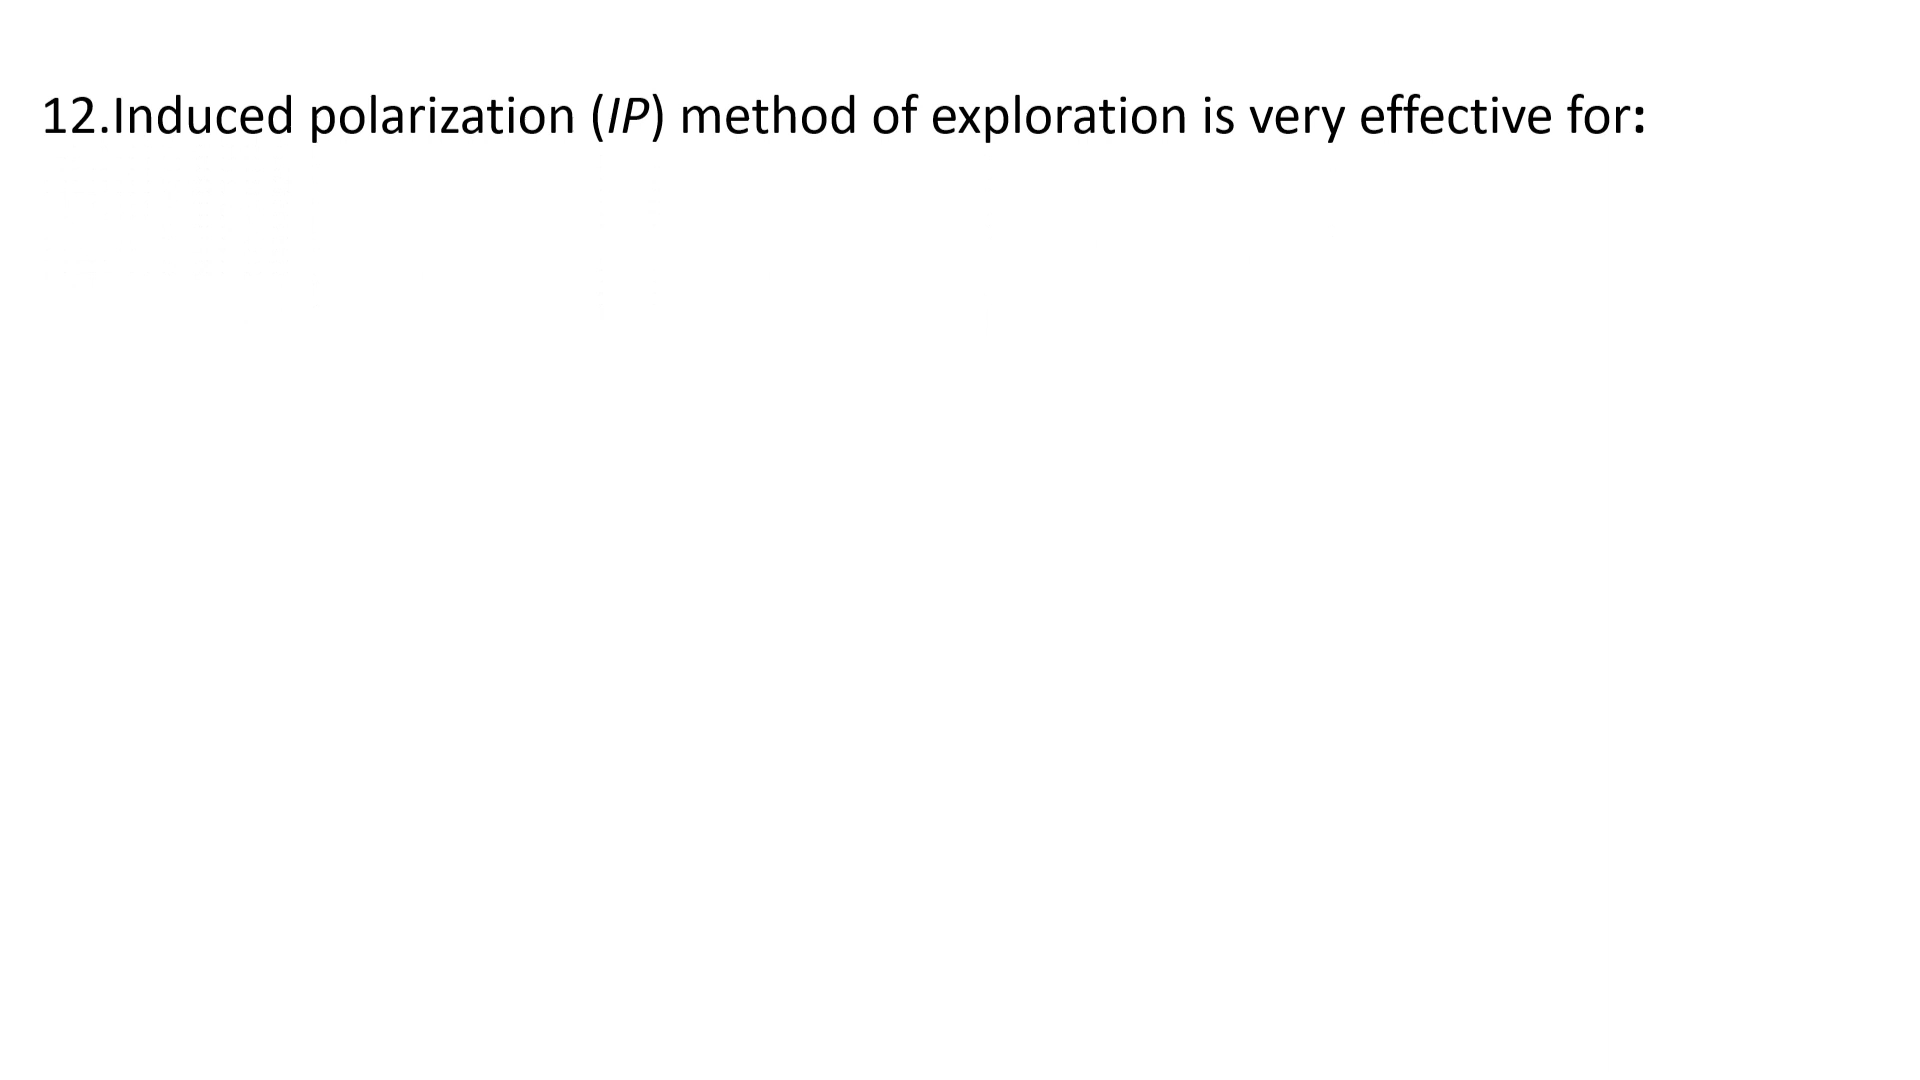 12.Induced polarization (IP) method of exploration is very effective for: